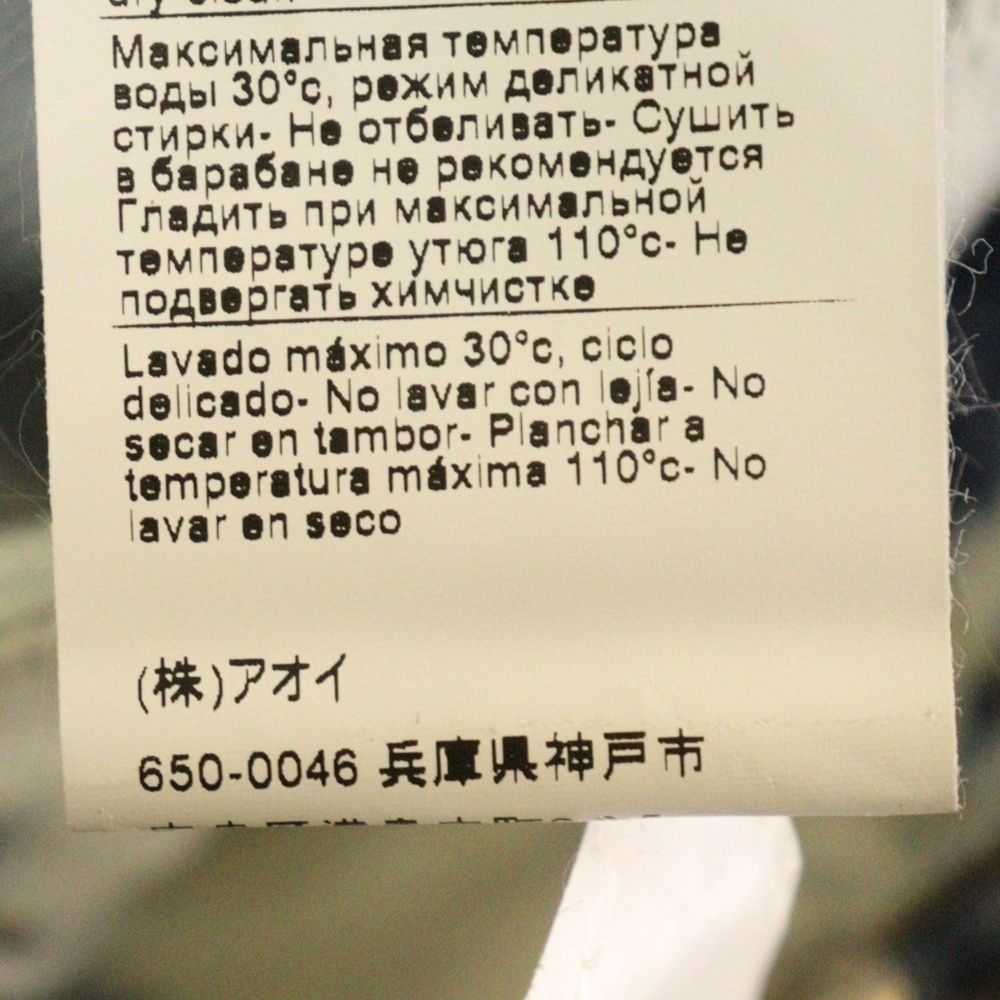 dry clean
Максимальная температура
воды 30°c, режим деликатной
стирки- Не отбеливать- Сушить
в барабане не рекомендуется
Гладить при максимальной
температуре утюга 110°c- Не
подвергать химчистке
Lavado máximo 30°c, ciclo
delicado- No lavar con lejía- No
secar en tambor- Planchar a
temperatura máxima 110°c- No
lavar en seco
(株)アオイ
650-0046 兵庫県神戸市